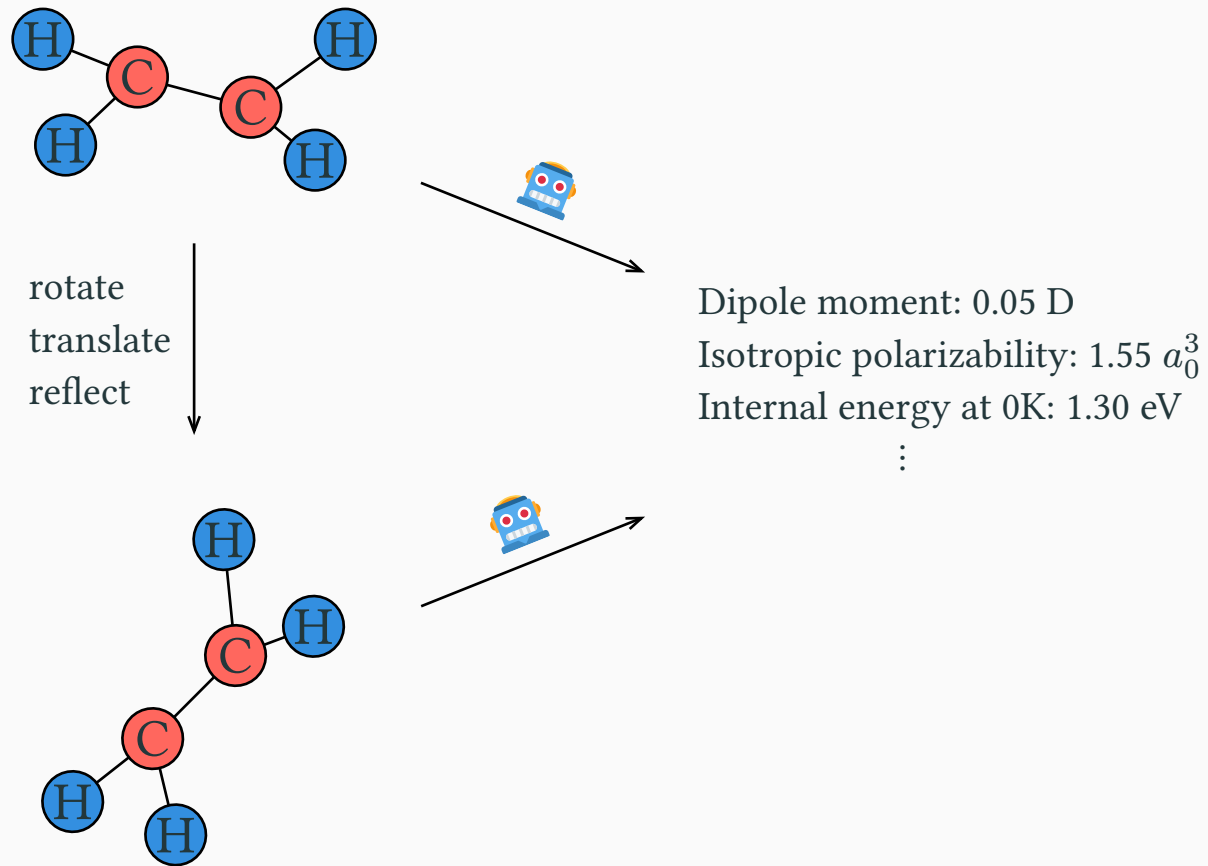 H
H
C
C
H
H
rotate
translate
reflect
Dipole moment: 0.05 D
Isotropic polarizability: 1.55 a₀³
Internal energy at 0K: 1.30 eV
⋮
H
H
C
C
H
H